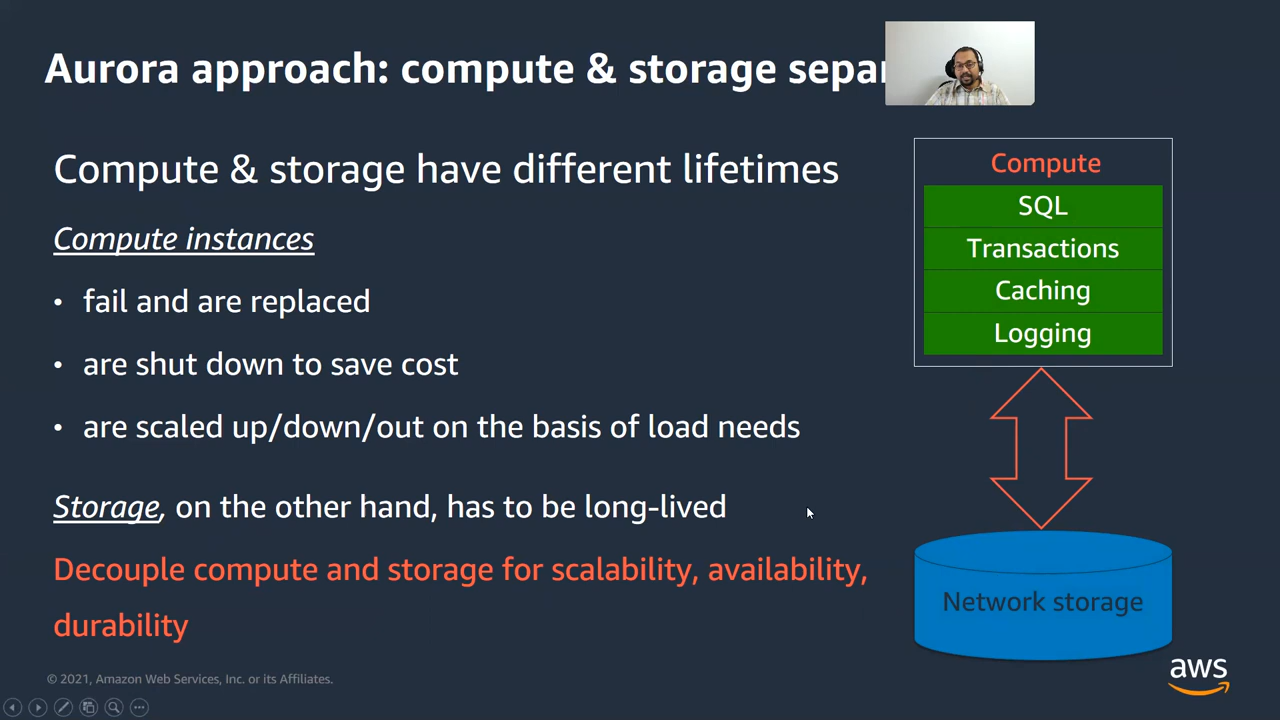 Aurora approach: compute & storage
Compute & storage have different lifetimes
Compute instances
• fail and are replaced
• are shut down to save cost
• are scaled up/down/out on the basis of load needs
Storage, on the other hand, has to be long-lived
Decouple compute and storage for scalability, availability,
durability
Compute
SQL
Transactions
Caching
Logging
Network storage
© 2021, Amazon Web Services, Inc. or its Affiliates.
aws